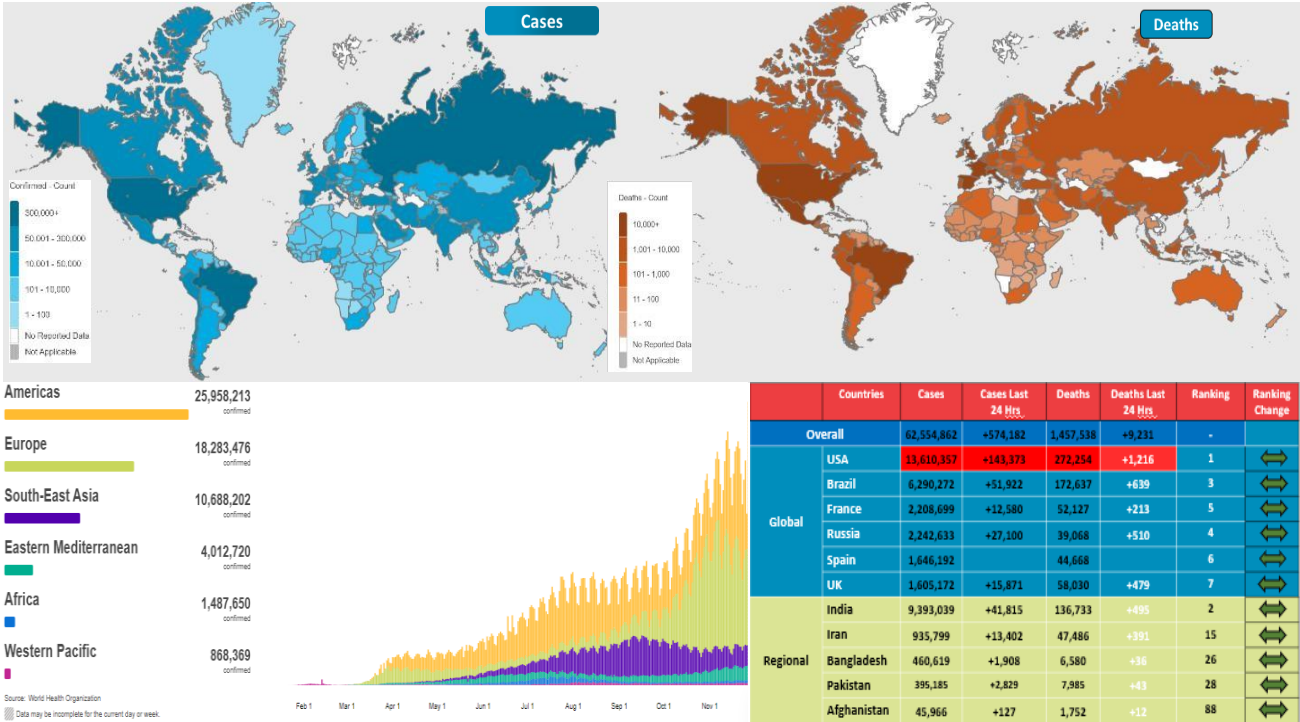 Cases
Deaths
Confirmed - Count
300,000+
50,001 - 300,000
10,001 - 50,000
101 - 10,000
1 - 100
No Reported Data
Not Applicable
Deaths - Count
10,000+
1,001 - 10,000
101 - 1,000
11 - 100
1 - 10
No Reported Data
Not Applicable
Americas 25,958,213
confirmed
Europe 18,283,476
confirmed
South-East Asia 10,688,202
confirmed
Eastern Mediterranean 4,012,720
confirmed
Africa 1,487,650
confirmed
Western Pacific 868,369
confirmed
Source: World Health Organization
Data may be incomplete for the current day or week.
Feb 1 Mar 1 Apr 1 May 1 Jun 1 Jul 1 Aug 1 Sep 1 Oct 1 Nov 1
Countries Cases Cases Last 24 Hrs Deaths Deaths Last 24 Hrs Ranking Ranking Change
Overall 62,554,862 +574,182 1,457,538 +9,231 -
Global
USA 13,610,357 +143,373 272,254 +1,216 1
Brazil 6,290,272 +51,922 172,637 +639 3
France 2,208,699 +12,580 52,127 +213 5
Russia 2,242,633 +27,100 39,068 +510 4
Spain 1,646,192 44,668 6
UK 1,605,172 +15,871 58,030 +479 7
Regional
India 9,393,039 +41,815 136,733 +495 2
Iran 935,799 +13,402 47,486 +391 15
Bangladesh 460,619 +1,908 6,580 +36 26
Pakistan 395,185 +2,829 7,985 +43 28
Afghanistan 45,966 +127 1,752 +12 88